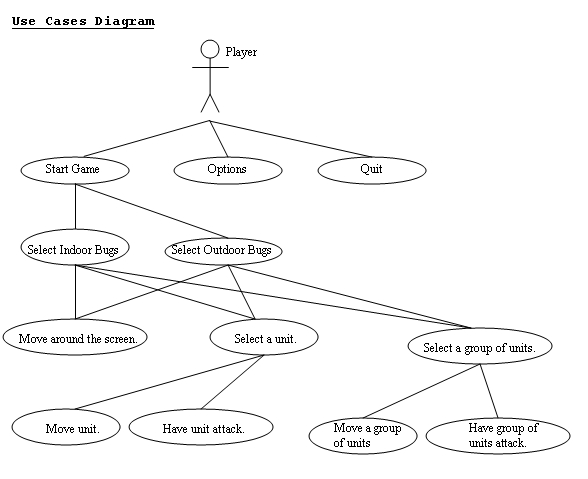 Use Cases Diagram
Player
Start Game
Options
Quit
Select Indoor Bugs
Select Outdoor Bugs
Move around the screen.
Select a unit.
Select a group of units.
Move unit.
Have unit attack.
Move a group
of units
Have group of
units attack.